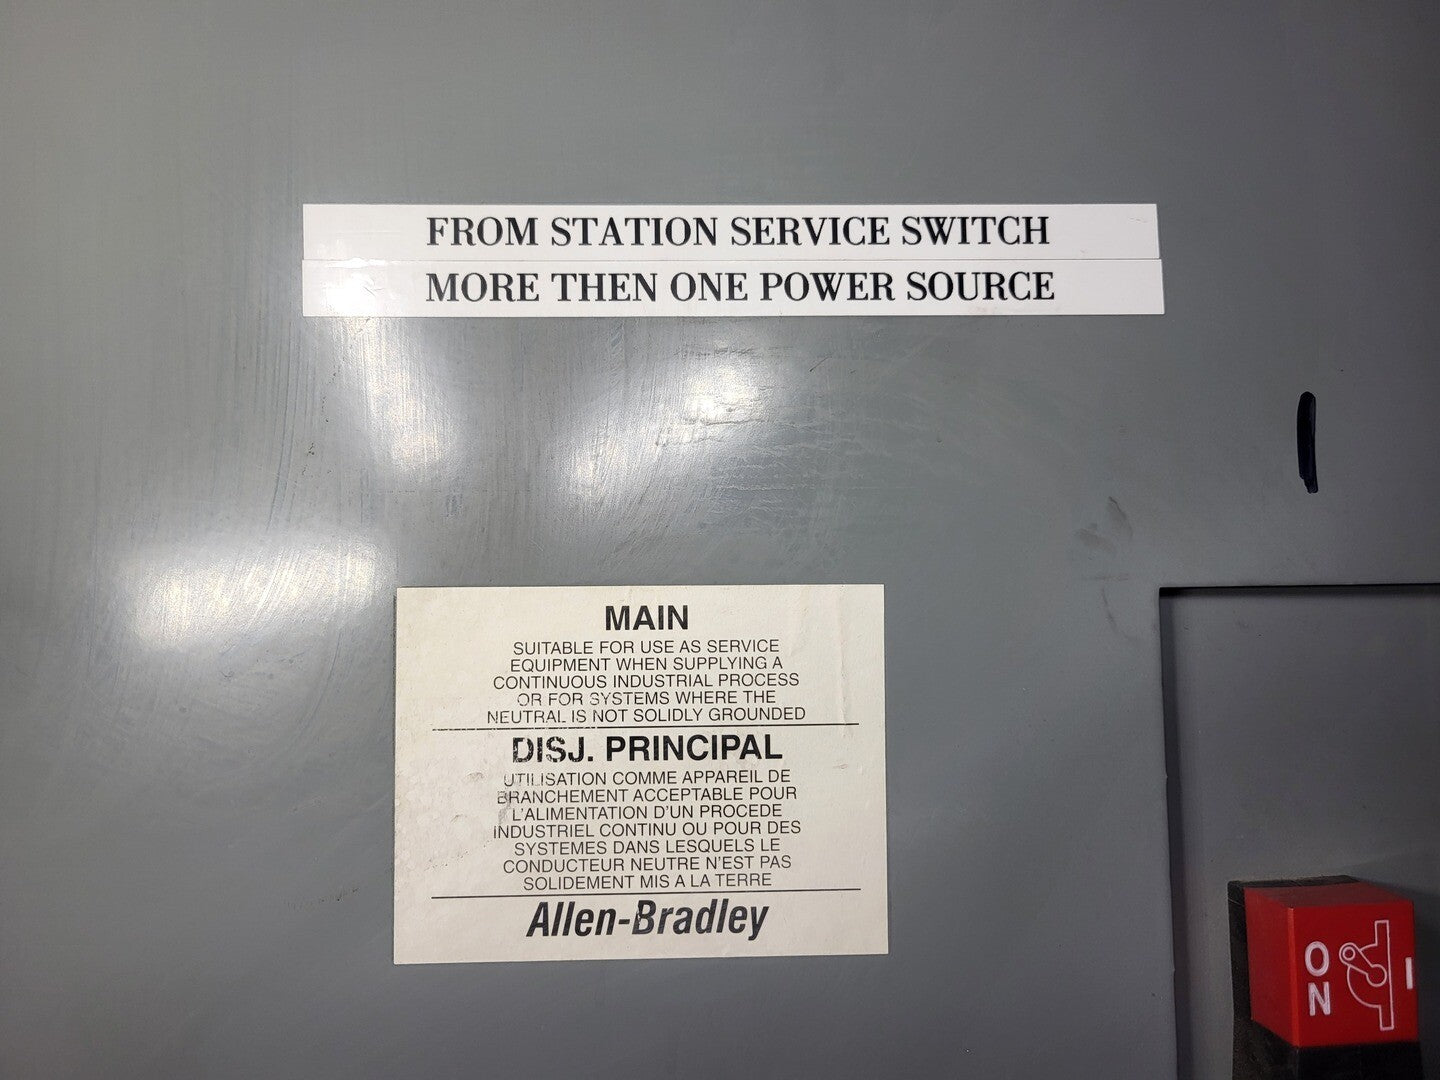 FROM STATION SERVICE SWITCH
MORE THEN ONE POWER SOURCE
MAIN
SUITABLE FOR USE AS SERVICE
EQUIPMENT WHEN SUPPLYING A
CONTINUOUS INDUSTRIAL PROCESS
OR FOR SYSTEMS WHERE THE
NEUTRAL IS NOT SOLIDLY GROUNDED
DISJ. PRINCIPAL
UTILISATION COMME APPAREIL DE
BRANCHEMENT ACCEPTABLE POUR
L'ALIMENTATION D'UN PROCEDE
INDUSTRIEL CONTINU OU POUR DES
SYSTEMES DANS LESQUELS LE
CONDUCTEUR NEUTRE N'EST PAS
SOLIDEMENT MIS A LA TERRE
Allen-Bradley
ON